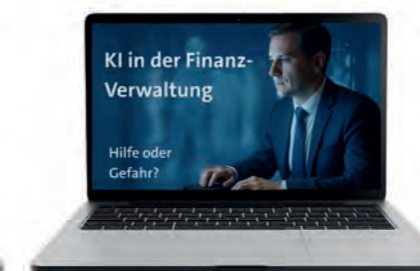 KI in der Finanz-
Verwaltung
Hilfe oder
Gefahr?